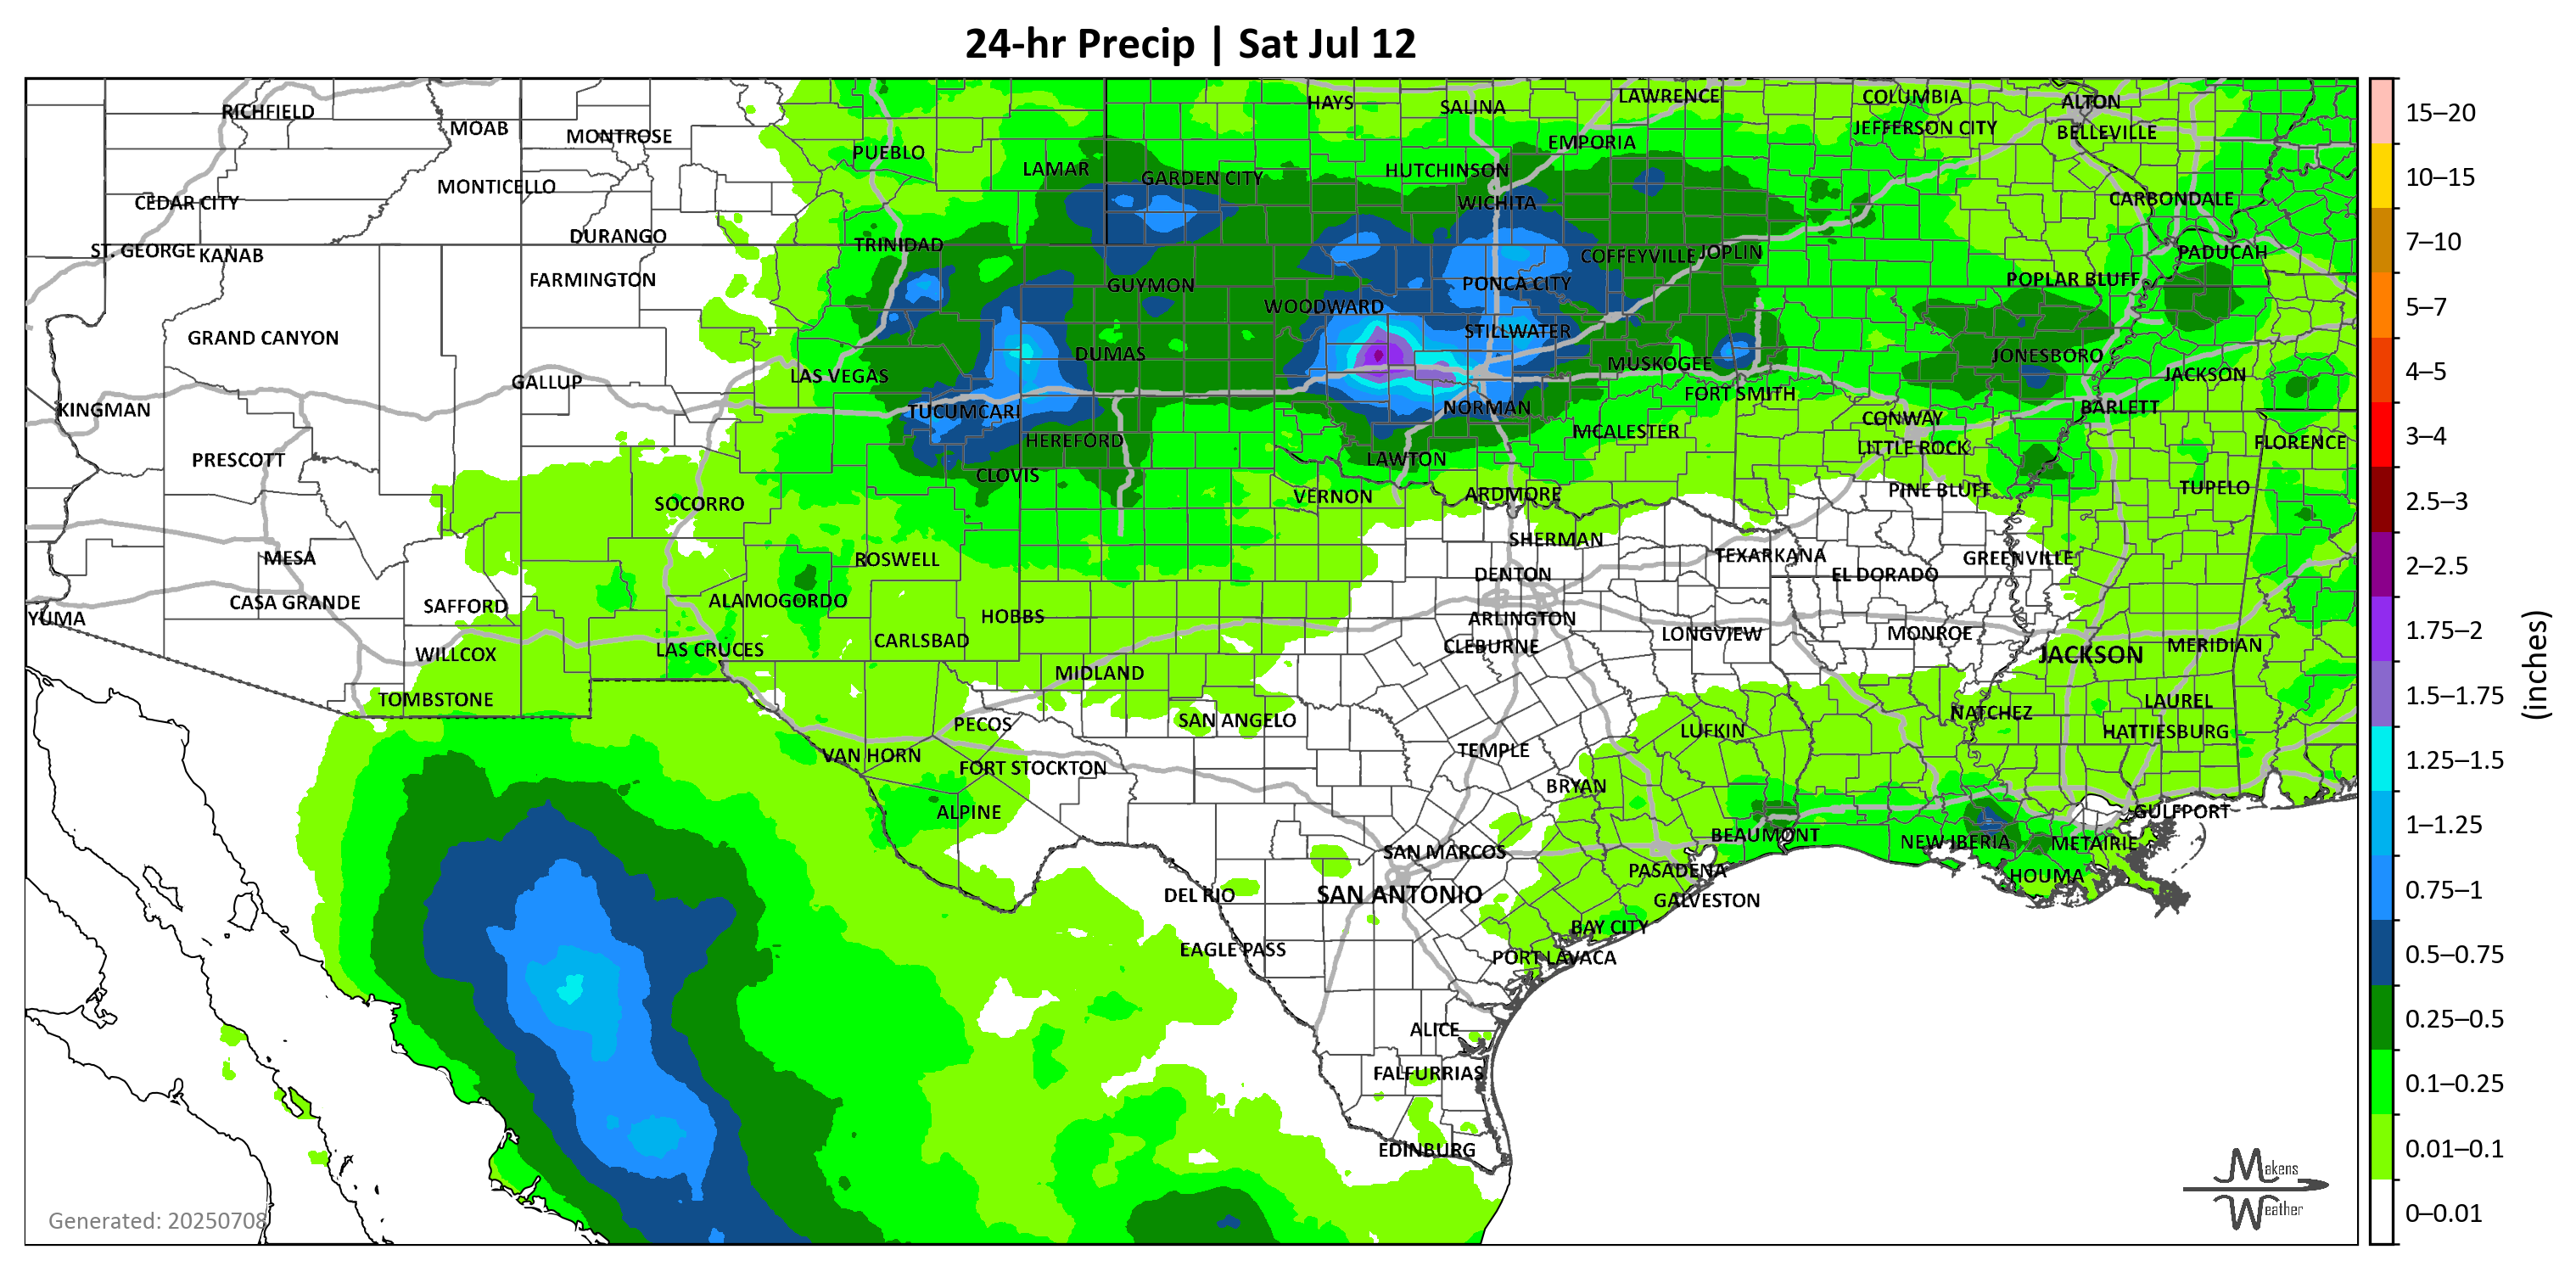 24-hr Precip | Sat Jul 12
RICHFIELD
MOAB
MONTROSE
PUEBLO
LAMAR
GARDEN CITY
HAYS
SALINA
LAWRENCE
EMPORIA
HUTCHINSON
WICHITA
COLUMBIA
JEFFERSON CITY
ALTON
BELLEVILLE
CARBONDALE
MONTICELLO
CEDAR CITY
ST. GEORGE
KANAB
DURANGO
FARMINGTON
TRINIDAD
GUYMON
WOODWARD
PONCA CITY
COFFEYVILLE
JOPLIN
POPLAR BLUFF
PADUCAH
GRAND CANYON
GALLUP
LAS VEGAS
DUMAS
STILLWATER
MUSKOGEE
FORT SMITH
JONESBORO
JACKSON
KINGMAN
TUCUMCARI
HEREFORD
NORMAN
MCALESTER
CONWAY
BARLETT
LITTLE ROCK
FLORENCE
PRESCOTT
SOCORRO
CLOVIS
LAWTON
VERNON
ARDMORE
PINE BLUFF
TUPELO
MESA
ROSWELL
SHERMAN
TEXARKANA
GREENVILLE
DENTON
EL DORADO
YUMA
CASA GRANDE
SAFFORD
ALAMOGORDO
HOBBS
ARLINGTON
CLEBURNE
LONGVIEW
MONROE
JACKSON
MERIDIAN
WILLCOX
LAS CRUCES
CARLSBAD
MIDLAND
TOMBSTONE
PECOS
SAN ANGELO
LUFKIN
NATCHEZ
LAUREL
HATTIESBURG
VAN HORN
FORT STOCKTON
TEMPLE
BRYAN
ALPINE
BEAUMONT
NEW IBERIA
METAIRIE
GULFPORT
SAN MARCOS
PASADENA
HOUMA
DEL RIO
SAN ANTONIO
GALVESTON
BAY CITY
EAGLE PASS
PORT LAVACA
ALICE
FALFURRIAS
EDINBURG
Generated: 20250708
Makens
Weather
15–20
10–15
7–10
5–7
4–5
3–4
2.5–3
2–2.5
1.75–2
1.5–1.75
1.25–1.5
1–1.25
0.75–1
0.5–0.75
0.25–0.5
0.1–0.25
0.01–0.1
0–0.01
(inches)